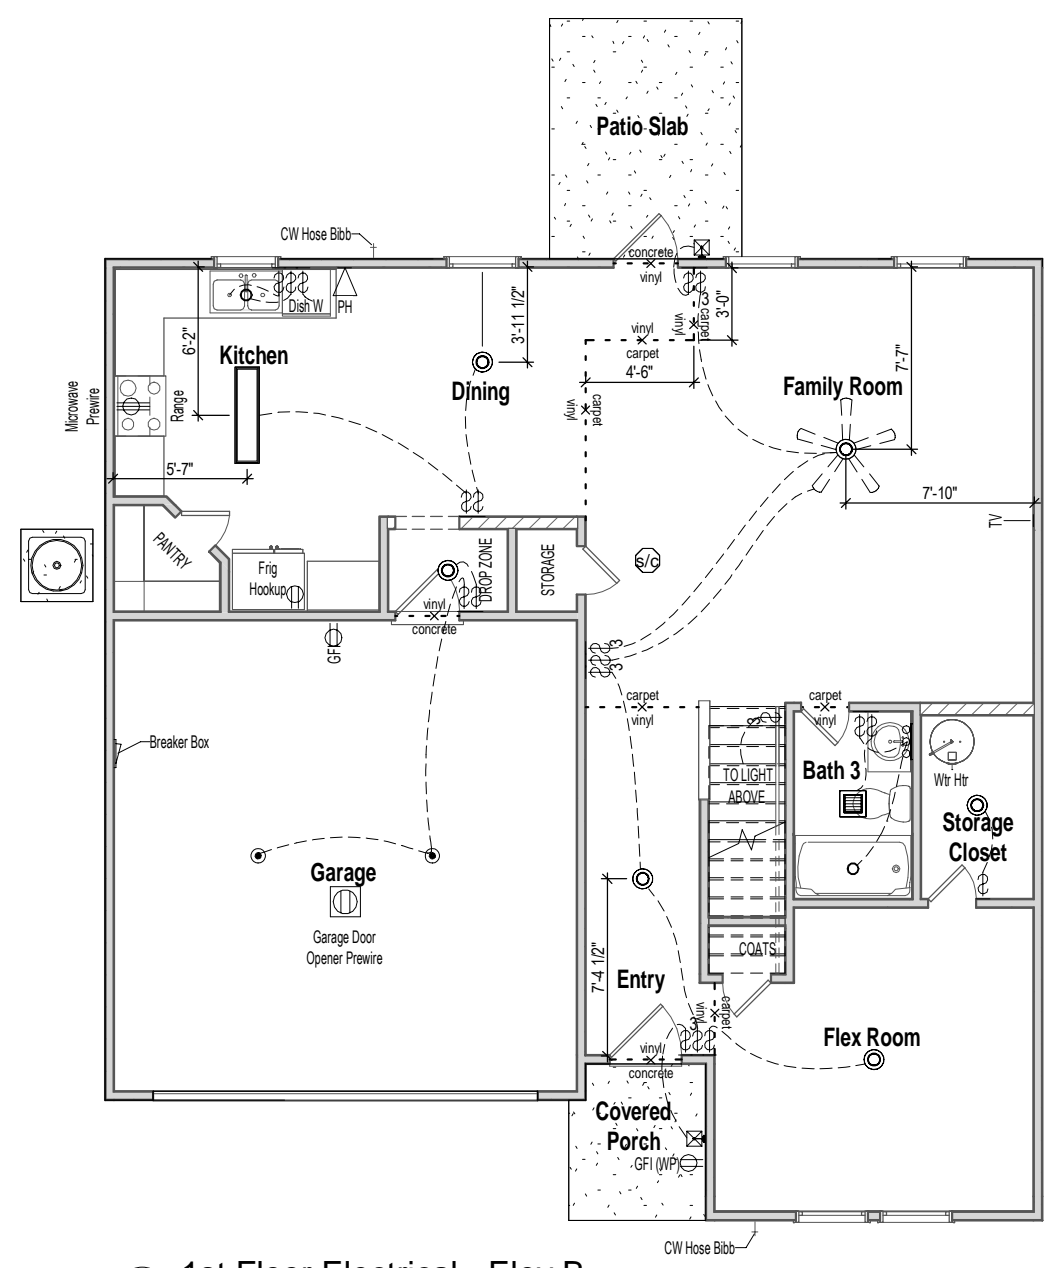 Patio Slab
CW Hose Bibb
concrete
vinyl
Dish W
PH
3
3'-0"
vinyl
carpet
6'-2"
3'-11 1/2"
vinyl
carpet
4'-6"
7'-7"
Kitchen
Dining
Family Room
Microwave
Prewire
Range
carpet
vinyl
5'-7"
7'-10"
TV
PANTRY
Frig
Hookup
DROP ZONE
STORAGE
s/c
vinyl
concrete
GFI
3
3
carpet
vinyl
carpet
vinyl
3
Breaker Box
TO LIGHT
ABOVE
Bath 3
Wtr Htr
Storage
Closet
Garage
Garage Door
Opener Prewire
COATS
7'-4 1/2"
Entry
vinyl
carpet
3
Flex Room
vinyl
concrete
Covered
Porch
GFI (WP)
CW Hose Bibb
1st Floor Electrical - Elev B